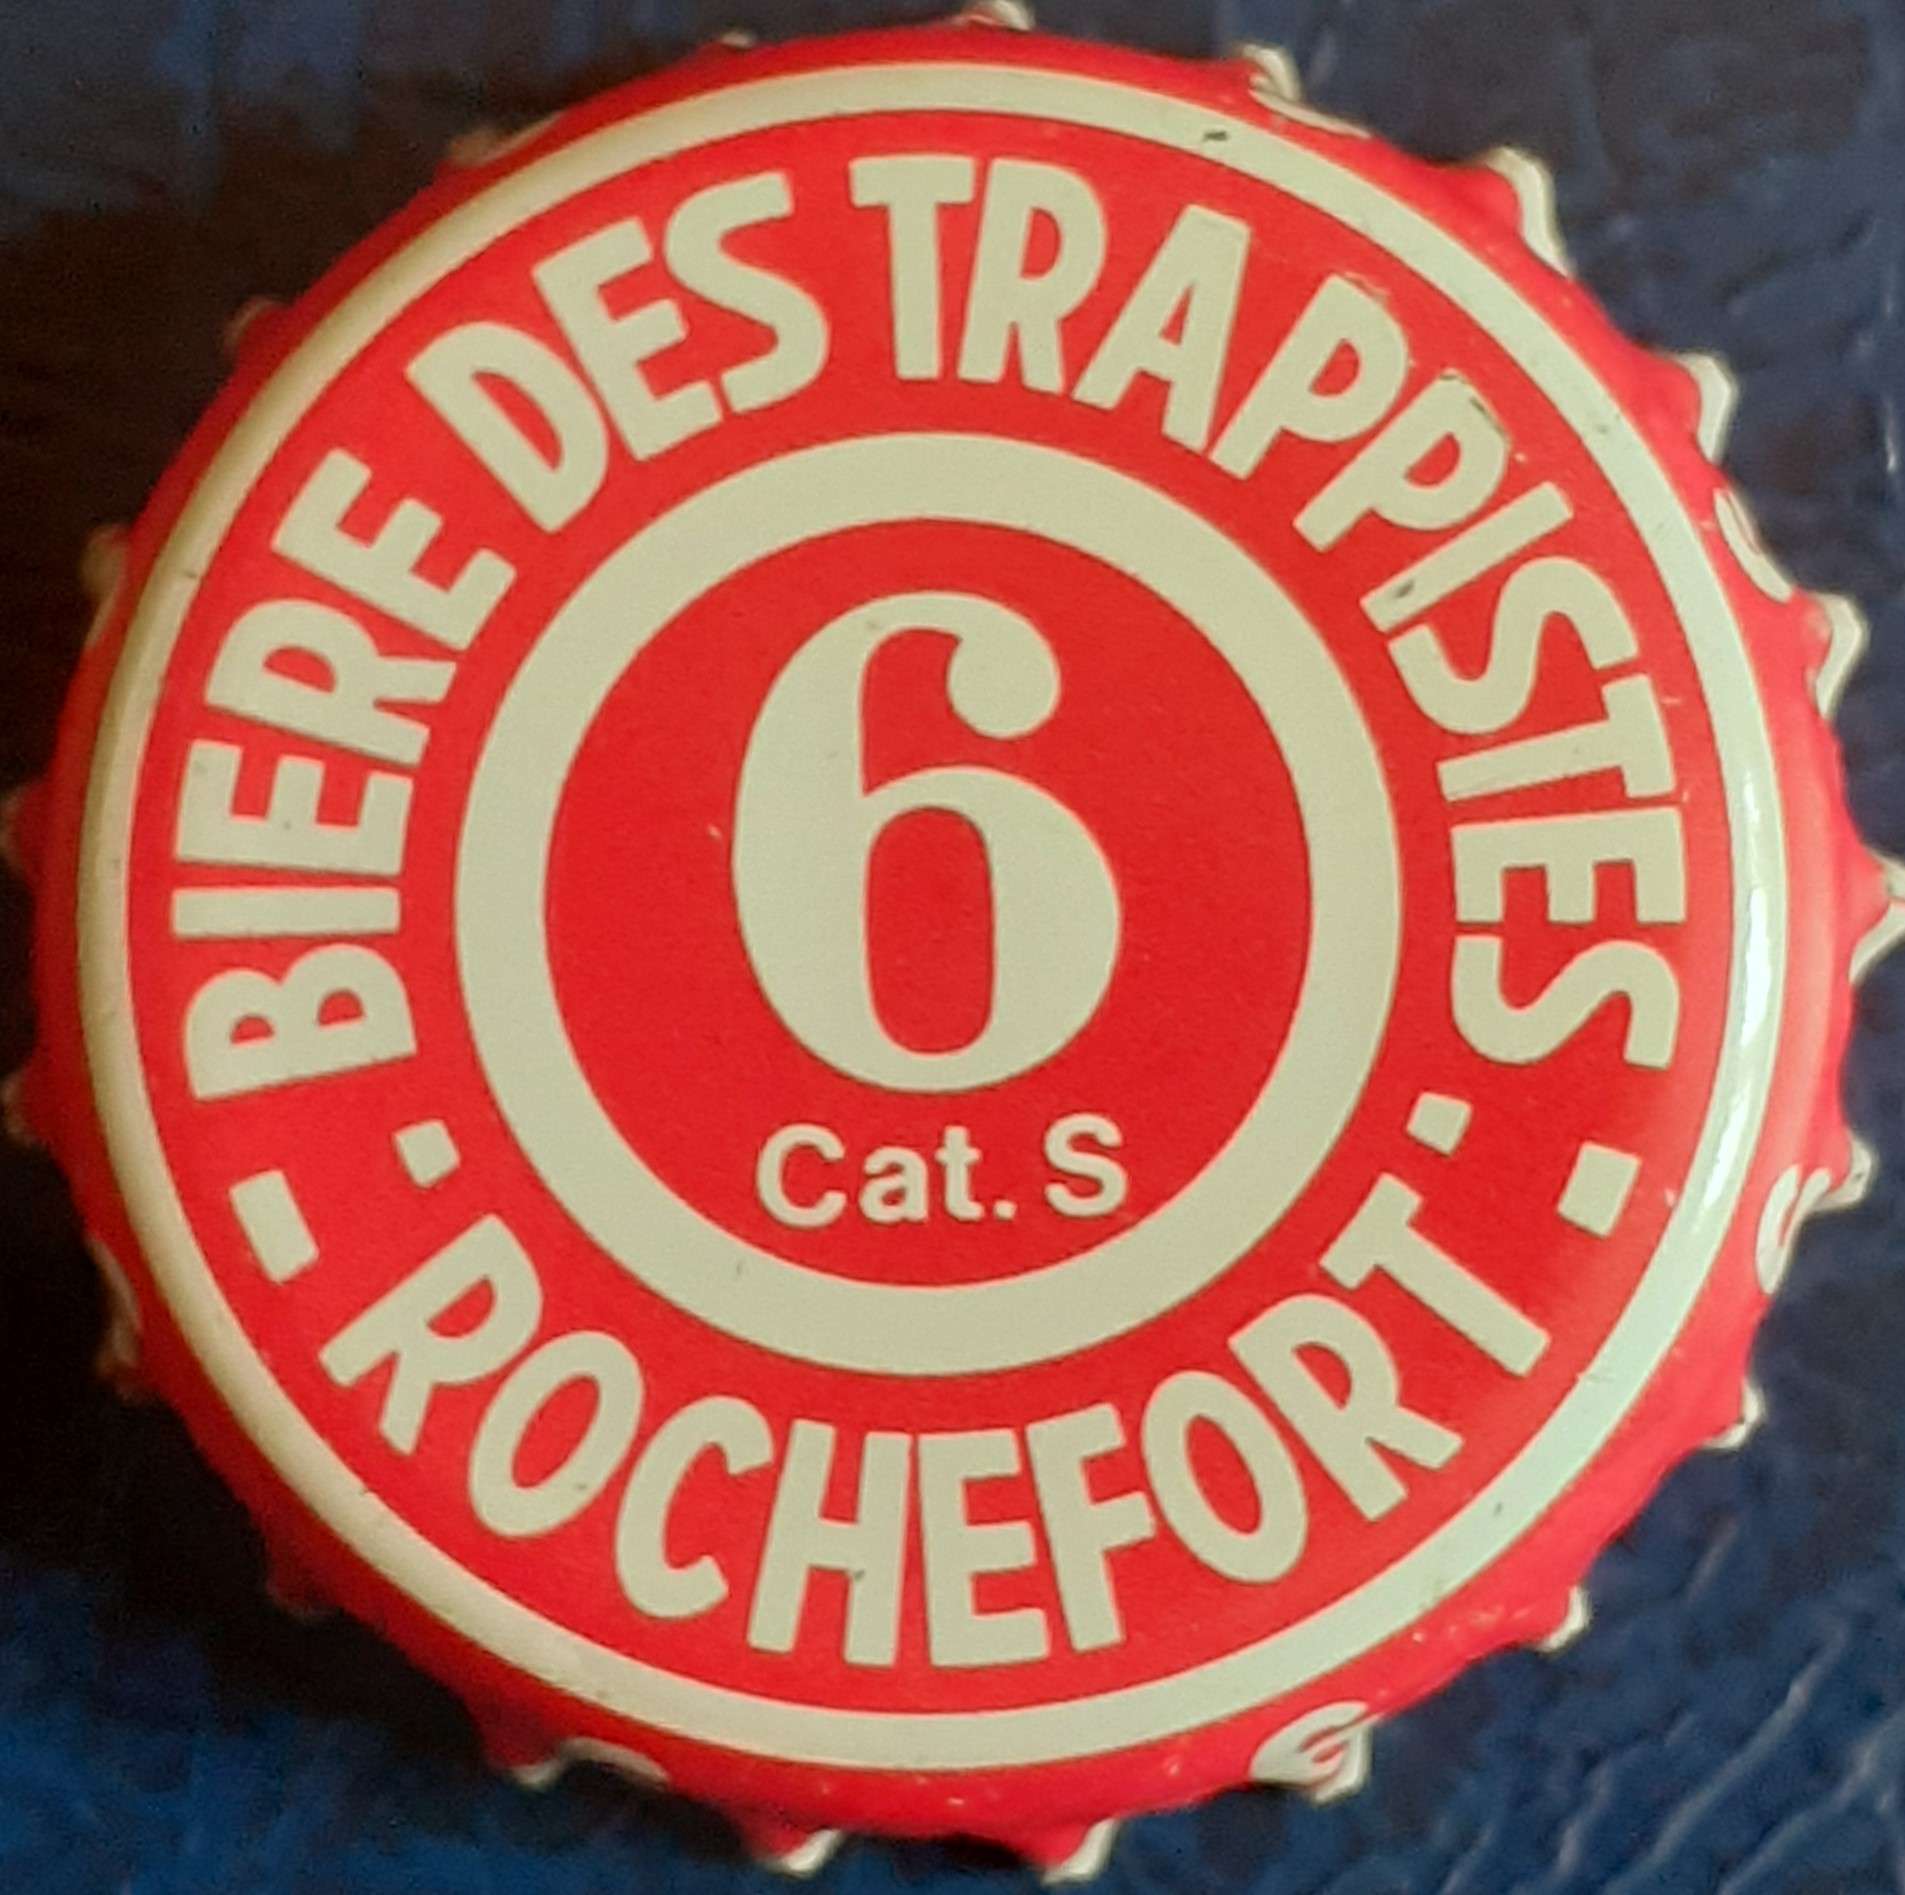 BIERE DES TRAPPISTES
6
Cat. S
ROCHEFORT